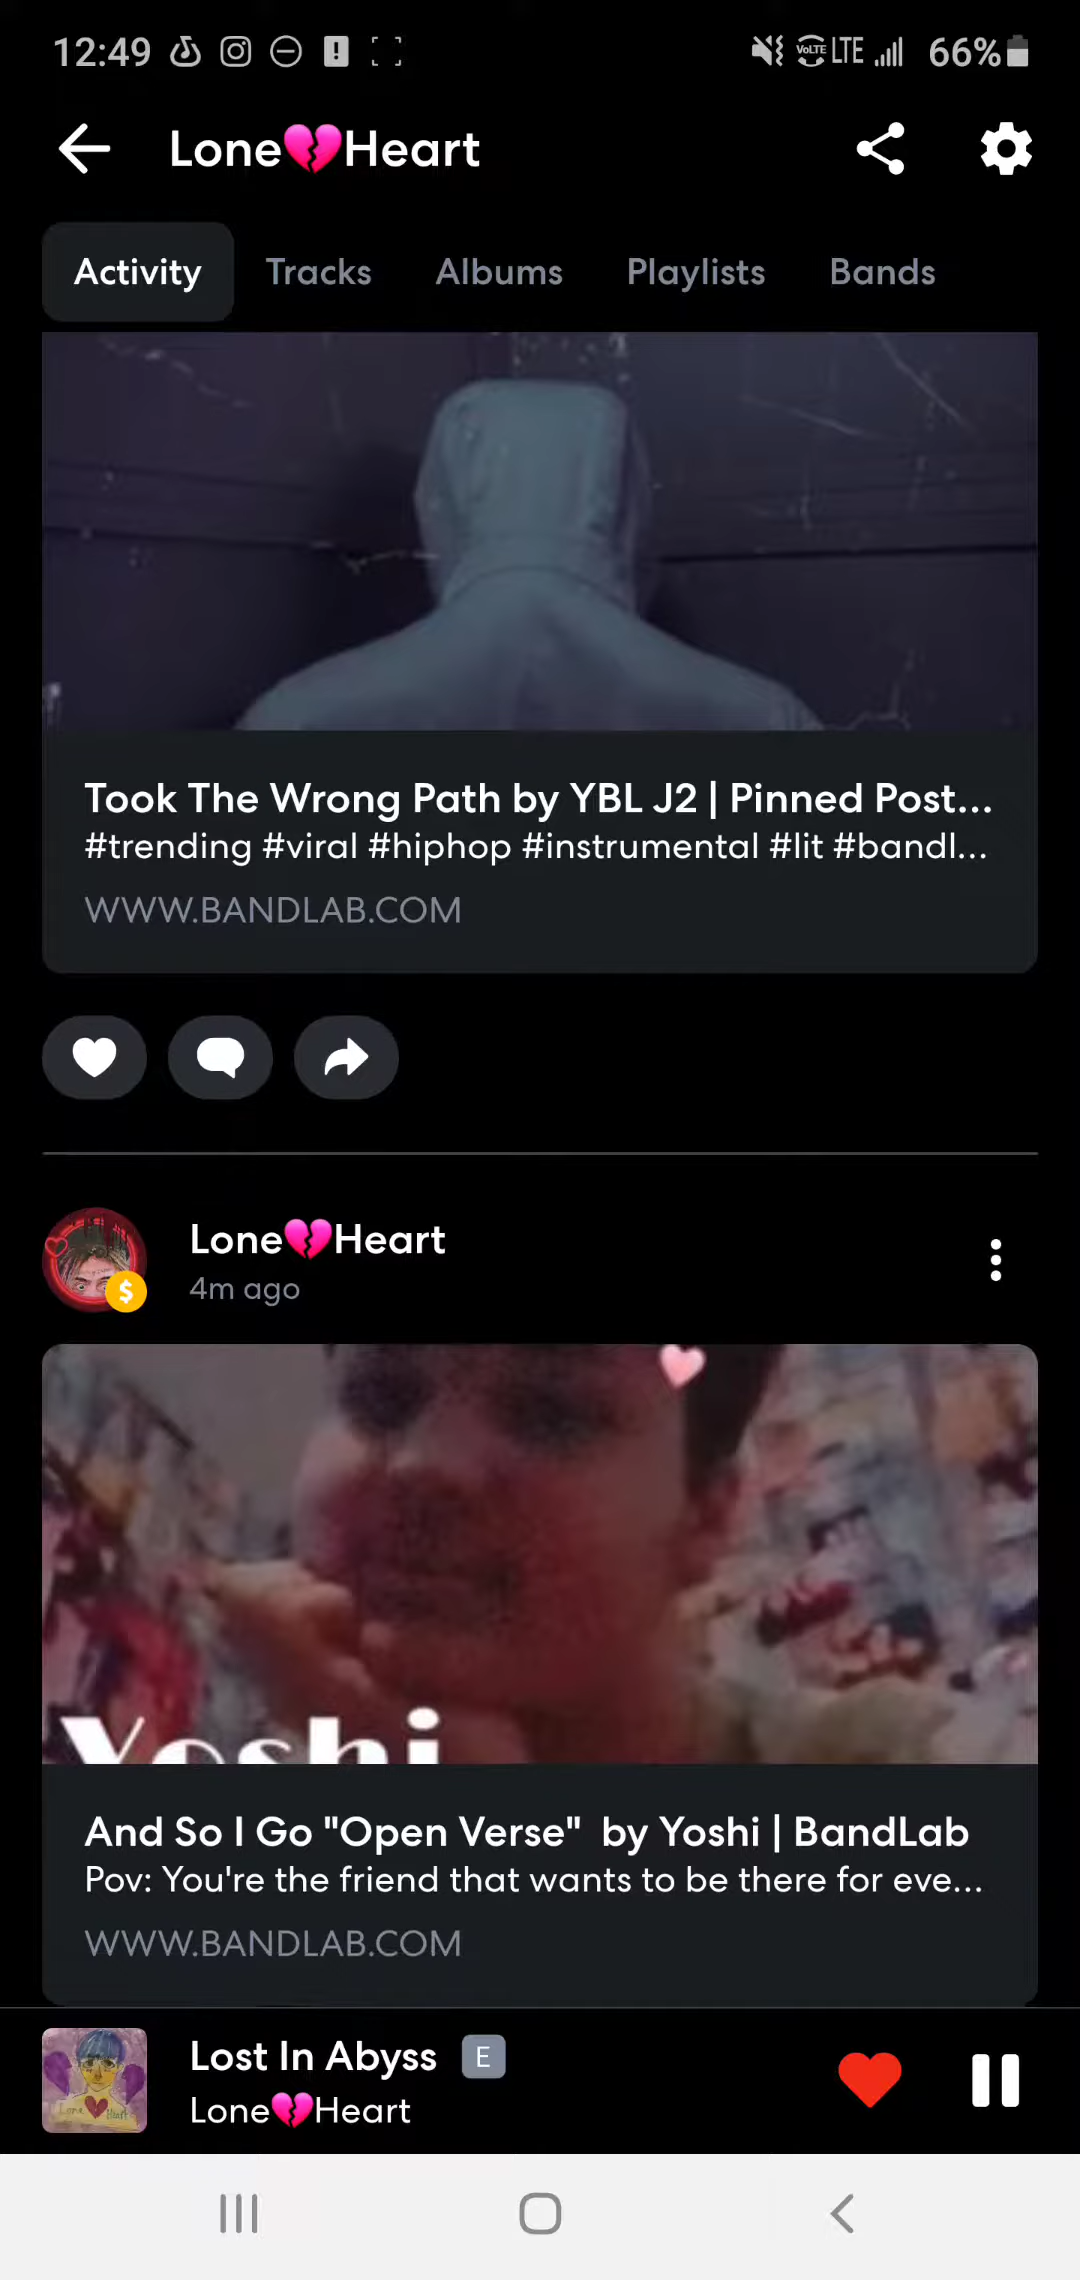 12:49 VoLTE LTE 66%
Lone💔Heart
Activity Tracks Albums Playlists Bands
Took The Wrong Path by YBL J2 | Pinned Post...
#trending #viral #hiphop #instrumental #lit #bandl...
WWW.BANDLAB.COM
Lone💔Heart
4m ago
$
Yoshi
And So I Go "Open Verse" by Yoshi | BandLab
Pov: You're the friend that wants to be there for eve...
WWW.BANDLAB.COM
Lost In Abyss E
Lone💔Heart
Lone Heart